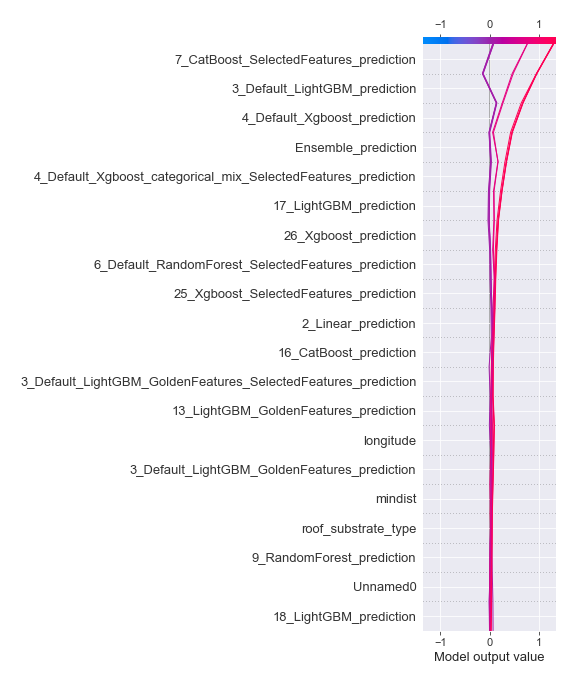 −1 0 1
7_CatBoost_SelectedFeatures_prediction
3_Default_LightGBM_prediction
4_Default_Xgboost_prediction
Ensemble_prediction
4_Default_Xgboost_categorical_mix_SelectedFeatures_prediction
17_LightGBM_prediction
26_Xgboost_prediction
6_Default_RandomForest_SelectedFeatures_prediction
25_Xgboost_SelectedFeatures_prediction
2_Linear_prediction
16_CatBoost_prediction
3_Default_LightGBM_GoldenFeatures_SelectedFeatures_prediction
13_LightGBM_GoldenFeatures_prediction
longitude
3_Default_LightGBM_GoldenFeatures_prediction
mindist
roof_substrate_type
9_RandomForest_prediction
Unnamed0
18_LightGBM_prediction
−1 0 1
Model output value